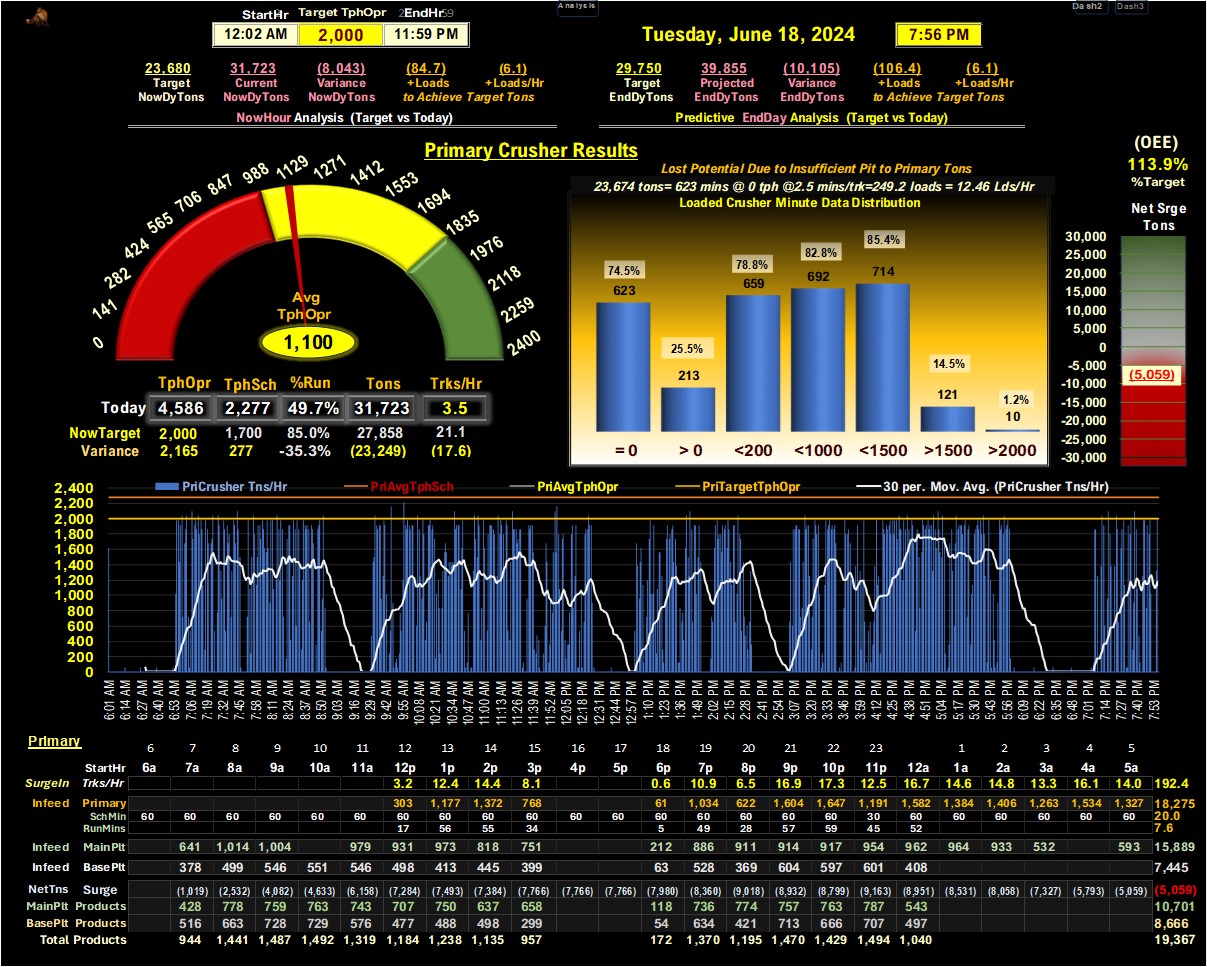 Analysis
Dash2 Dash3
StartHr Target TphOpr EndHr
12:02 AM 2,000 11:59 PM
Tuesday, June 18, 2024 7:56 PM
23,680 31,723 (8,043) (84.7) (6.1)
Target Current Variance +Loads +Loads/Hr
NowDyTons NowDyTons NowDyTons to Achieve Target Tons
NowHour Analysis (Target vs Today)
29,750 39,855 (10,105) (106.4) (6.1)
Target Projected Variance +Loads +Loads/Hr
EndDyTons EndDyTons EndDyTons to Achieve Target Tons
Predictive EndDay Analysis (Target vs Today)
Primary Crusher Results
0 141 282 424 565 706 847 988 1129 1271 1412 1553 1694 1835 1976 2118 2259 2400
Avg
TphOpr
1,100
TphOpr TphSch %Run Tons Trks/Hr
Today 4,586 2,277 49.7% 31,723 3.5
NowTarget 2,000 1,700 85.0% 27,858 21.1
Variance 2,165 277 -35.3% (23,249) (17.6)
Lost Potential Due to Insufficient Pit to Primary Tons
23,674 tons= 623 mins @ 0 tph @2.5 mins/trk=249.2 loads = 12.46 Lds/Hr
Loaded Crusher Minute Data Distribution
74.5% 25.5% 78.8% 82.8% 85.4% 14.5% 1.2%
623 213 659 692 714 121 10
= 0 > 0 <200 <1000 <1500 >1500 >2000
(OEE)
113.9%
%Target
Net Srge
Tons
30,000
25,000
20,000
15,000
10,000
5,000
0
-5,000
(5,059)
-10,000
-15,000
-20,000
-25,000
-30,000
PriCrusher Tns/Hr PriAvgTphSch PriAvgTphOpr PriTargetTphOpr 30 per. Mov. Avg. (PriCrusher Tns/Hr)
2,400
2,200
2,000
1,800
1,600
1,400
1,200
1,000
800
600
400
200
0
6:01 AM 6:14 AM 6:27 AM 6:40 AM 6:53 AM 7:06 AM 7:19 AM 7:32 AM 7:45 AM 7:58 AM 8:11 AM 8:24 AM 8:37 AM 8:50 AM 9:03 AM 9:16 AM 9:29 AM 9:42 AM 9:55 AM 10:08 AM 10:21 AM 10:34 AM 10:47 AM 11:00 AM 11:13 AM 11:26 AM 11:39 AM 11:52 AM 12:05 PM 12:18 PM 12:31 PM 12:44 PM 12:57 PM 1:10 PM 1:23 PM 1:36 PM 1:49 PM 2:02 PM 2:15 PM 2:28 PM 2:41 PM 2:54 PM 3:07 PM 3:20 PM 3:33 PM 3:46 PM 3:59 PM 4:12 PM 4:25 PM 4:38 PM 4:51 PM 5:04 PM 5:17 PM 5:30 PM 5:43 PM 5:56 PM 6:09 PM 6:22 PM 6:35 PM 6:48 PM 7:01 PM 7:14 PM 7:27 PM 7:40 PM 7:53 PM
Primary 6 7 8 9 10 11 12 13 14 15 16 17 18 19 20 21 22 23 1 2 3 4 5
StartHr 6a 7a 8a 9a 10a 11a 12p 1p 2p 3p 4p 5p 6p 7p 8p 9p 10p 11p 12a 1a 2a 3a 4a 5a
SurgeIn Trks/Hr 3.2 12.4 14.4 8.1 0.6 10.9 6.5 16.9 17.3 12.5 16.7 14.6 14.8 13.3 16.1 14.0 192.4
Infeed Primary 303 1,177 1,372 768 61 1,034 622 1,604 1,647 1,191 1,582 1,384 1,406 1,263 1,534 1,327 18,275
SchMin 60 60 60 60 60 60 60 60 60 60 60 60 60 60 60 60 60 30 60 60 60 60 60 60 20.0
RunMins 17 56 55 34 5 49 28 57 59 45 52 7.6
Infeed MainPlt 641 1,014 1,004 979 931 973 818 751 212 886 911 914 917 954 962 964 933 532 593 15,889
Infeed BasePlt 378 499 546 551 546 498 413 445 399 63 528 369 604 597 601 408 7,445
NetTns Surge (1,019) (2,532) (4,082) (4,633) (6,158) (7,284) (7,493) (7,384) (7,766) (7,766) (7,766) (7,980) (8,360) (9,018) (8,932) (8,799) (9,163) (8,951) (8,531) (8,058) (7,327) (5,793) (5,059) (5,059)
MainPlt Products 428 778 759 763 743 707 750 637 658 118 736 774 757 763 787 543 10,701
BasePlt Products 516 663 728 729 576 477 488 498 299 54 634 421 713 666 707 497 8,666
Total Products 944 1,441 1,487 1,492 1,319 1,184 1,238 1,135 957 172 1,370 1,195 1,470 1,429 1,494 1,040 19,367